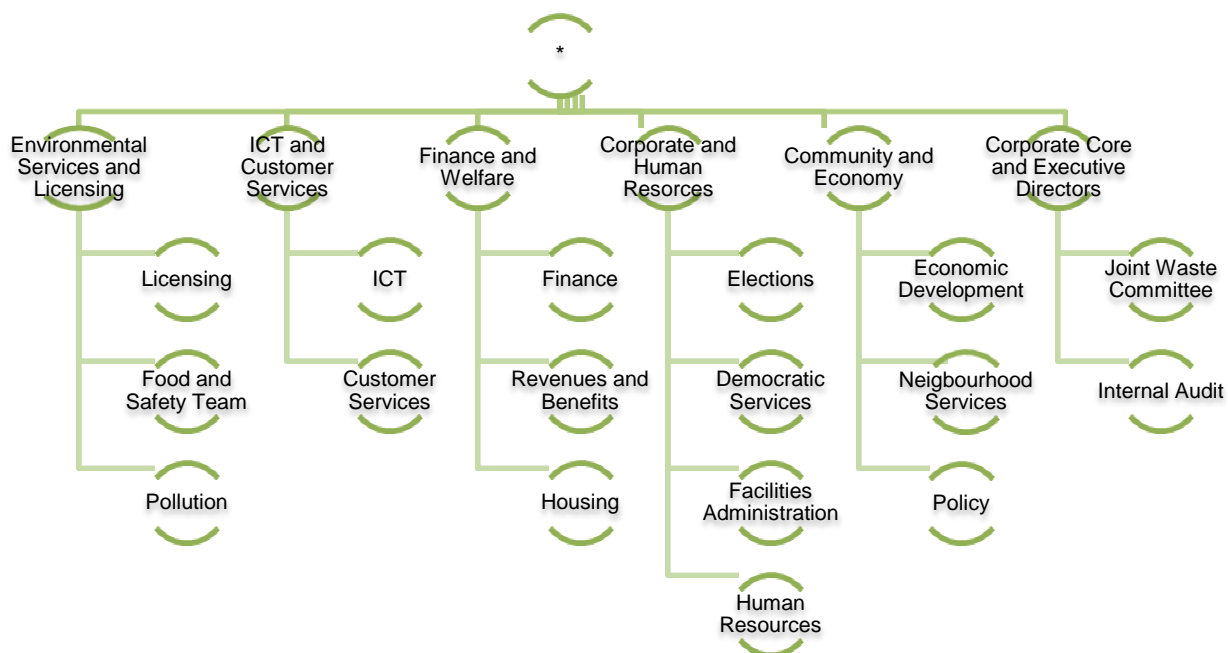 *
Environmental
Services and
Licensing
ICT and
Customer
Services
Finance and
Welfare
Corporate and
Human
Resorces
Community and
Economy
Corporate Core
and Executive
Directors
Licensing
ICT
Finance
Elections
Economic
Development
Joint Waste
Committee
Food and
Safety Team
Customer
Services
Revenues and
Benefits
Democratic
Services
Neigbourhood
Services
Internal Audit
Pollution
Housing
Facilities
Administration
Policy
Human
Resources